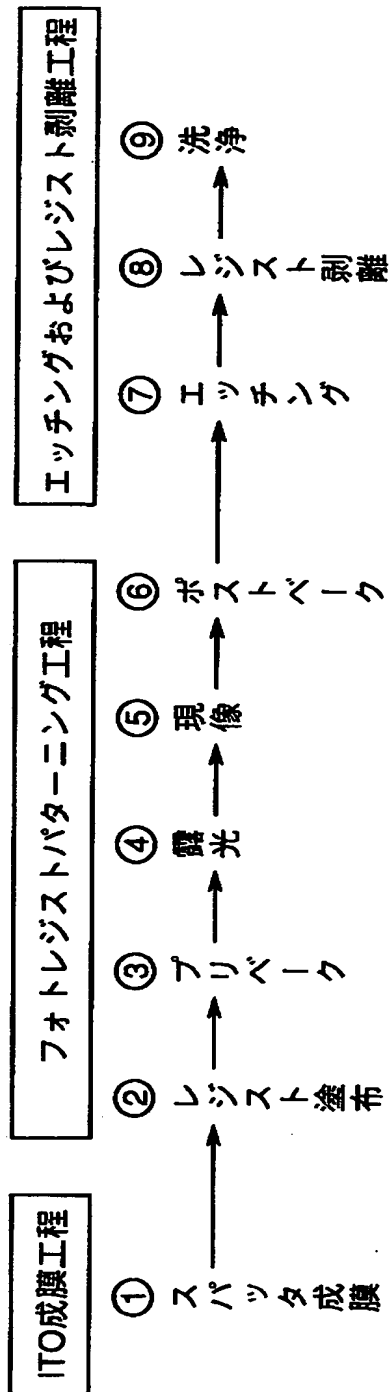 ITO成膜工程
① スパッタ成膜
フォトレジストパターニング工程
② レジスト塗布
③ プリベーク
④ 露光
⑤ 現像
⑥ ポストベーク
エッチングおよびレジスト剥離工程
⑦ エッチング
⑧ レジスト剥離
⑨ 洗浄